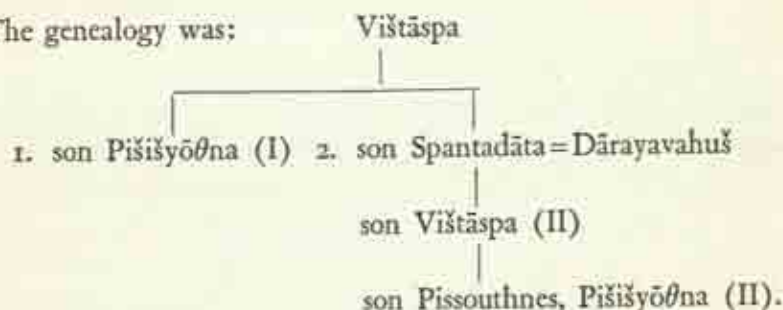 The genealogy was: Vištāspa
1. son Pišišyōθna (I) 2. son Spantadāta=Dārayavahuš
son Vištāspa (II)
son Pissouthnes, Pišišyōθna (II).